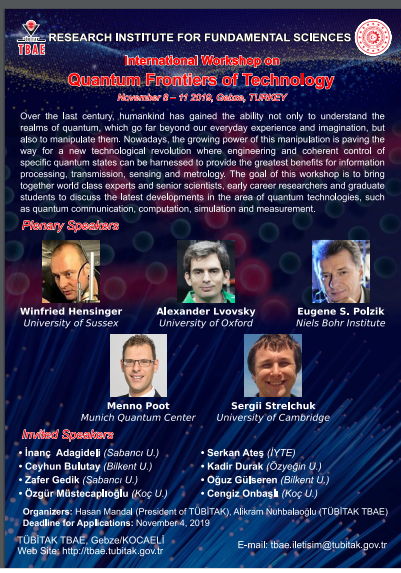 TBAE
RESEARCH INSTITUTE FOR FUNDAMENTAL SCIENCES
International Workshop on
Quantum Frontiers of Technology
November 8 – 11 2019, Gebze, TURKEY
Over the last century, humankind has gained the ability not only to understand the
realms of quantum, which go far beyond our everyday experience and imagination, but
also to manipulate them. Nowadays, the growing power of this manipulation is paving the
way for a new technological revolution where engineering and coherent control of
specific quantum states can be harnessed to provide the greatest benefits for information
processing, transmission, sensing and metrology. The goal of this workshop is to bring
together world class experts and senior scientists, early career researchers and graduate
students to discuss the latest developments in the area of quantum technologies, such
as quantum communication, computation, simulation and measurement.
Plenary Speakers
Winfried Hensinger
University of Sussex
Alexander Lvovsky
University of Oxford
Eugene S. Polzik
Niels Bohr Institute
Menno Poot
Munich Quantum Center
Sergii Strelchuk
University of Cambridge
Invited Speakers
• İnanç Adagideli (Sabancı U.)
• Ceyhun Bulutay (Bilkent U.)
• Zafer Gedik (Sabancı U.)
• Özgür Müstecaplıoğlu (Koç U.)
• Serkan Ateş (İYTE)
• Kadir Durak (Özyeğin U.)
• Oğuz Gülseren (Bilkent U.)
• Cengiz Onbaşlı (Koç U.)
Organizers: Hasan Mandal (President of TÜBİTAK), Alikram Nuhbalaoğlu (TÜBİTAK TBAE)
Deadline for Applications: November 4, 2019
TÜBİTAK TBAE, Gebze/KOCAELİ
Web Site: http://tbae.tubitak.gov.tr
E-mail: tbae.iletisim@tubitak.gov.tr